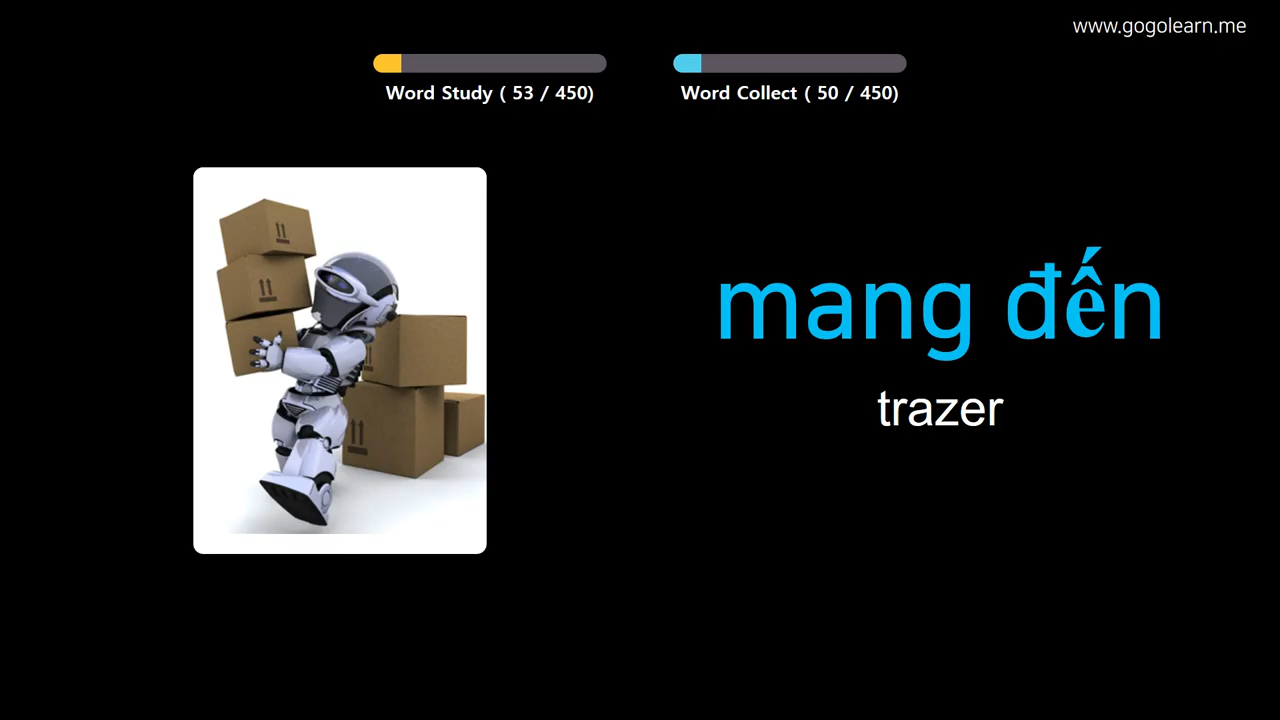 www.gogolearn.me
Word Study ( 53 / 450)
Word Collect ( 50 / 450)
mang đến
trazer